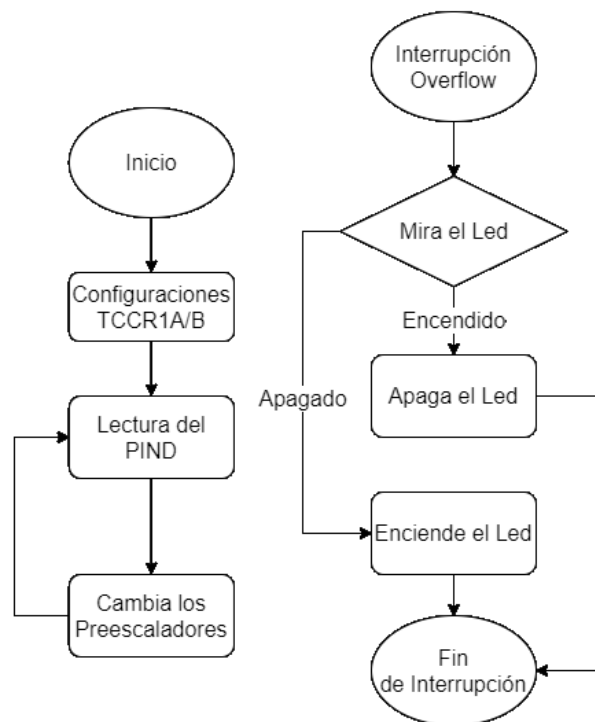 Inicio
Configuraciones
TCCR1A/B
Lectura del
PIND
Cambia los
Preescaladores
Interrupción
Overflow
Mira el Led
Encendido
Apagado
Apaga el Led
Enciende el Led
Fin
de Interrupción